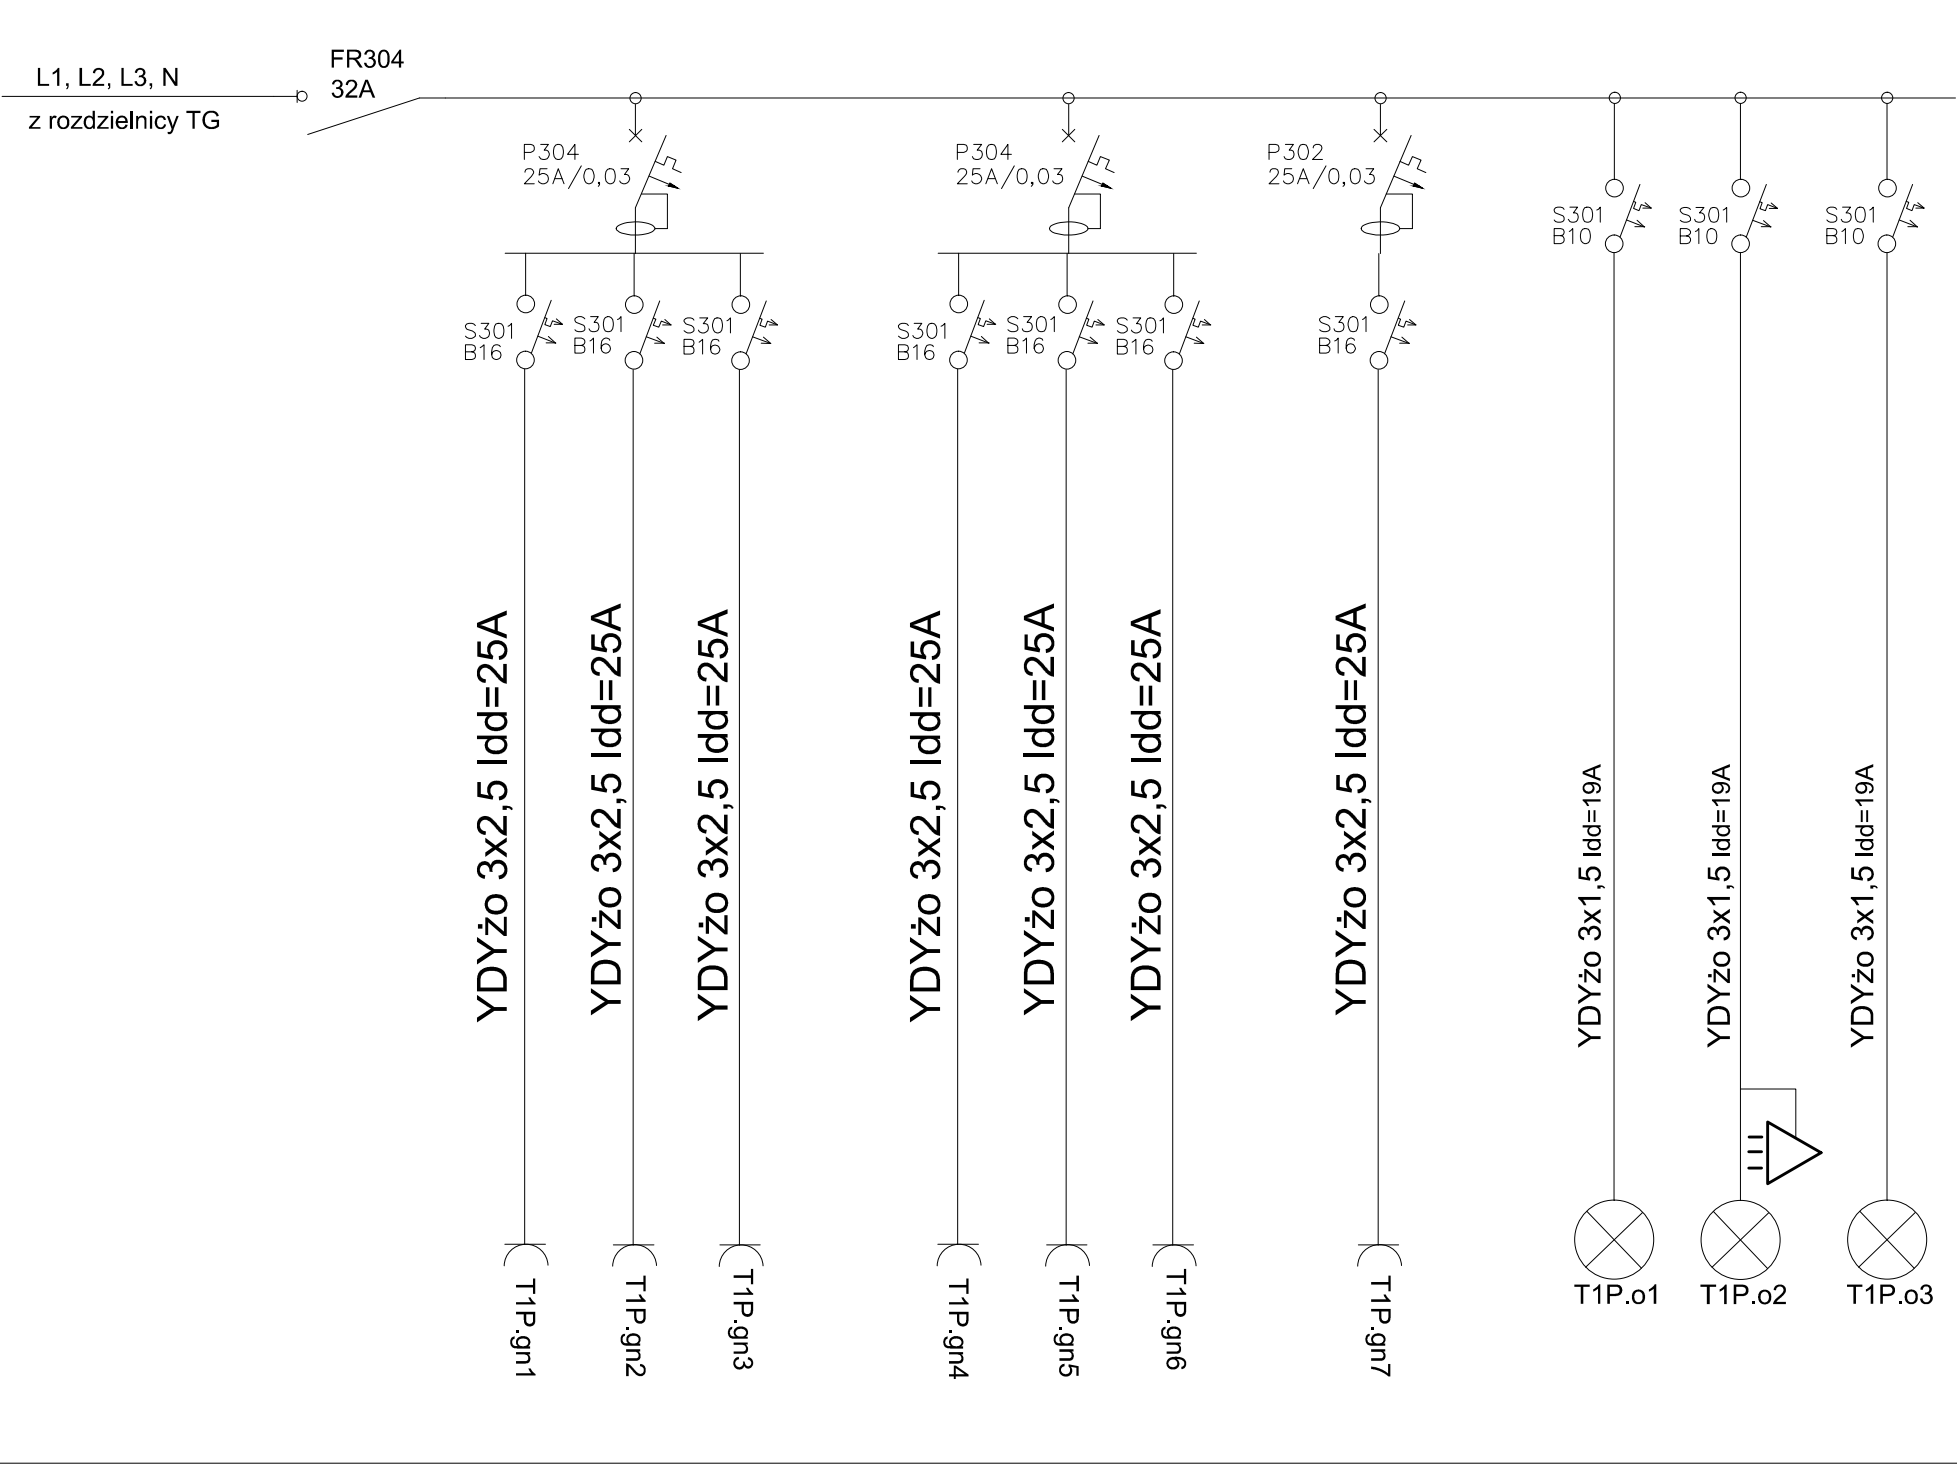 L1, L2, L3, N
z rozdzielnicy TG
FR304
32A
P304
25A/0,03
P304
25A/0,03
P302
25A/0,03
S301
B10
S301
B10
S301
B10
S301
B16
S301
B16
S301
B16
S301
B16
S301
B16
S301
B16
S301
B16
YDYżo 3x2,5 Idd=25A
YDYżo 3x2,5 Idd=25A
YDYżo 3x2,5 Idd=25A
YDYżo 3x2,5 Idd=25A
YDYżo 3x2,5 Idd=25A
YDYżo 3x2,5 Idd=25A
YDYżo 3x2,5 Idd=25A
YDYżo 3x1,5 Idd=19A
YDYżo 3x1,5 Idd=19A
YDYżo 3x1,5 Idd=19A
T1P.gn1
T1P.gn2
T1P.gn3
T1P.gn4
T1P.gn5
T1P.gn6
T1P.gn7
T1P.o1
T1P.o2
T1P.o3